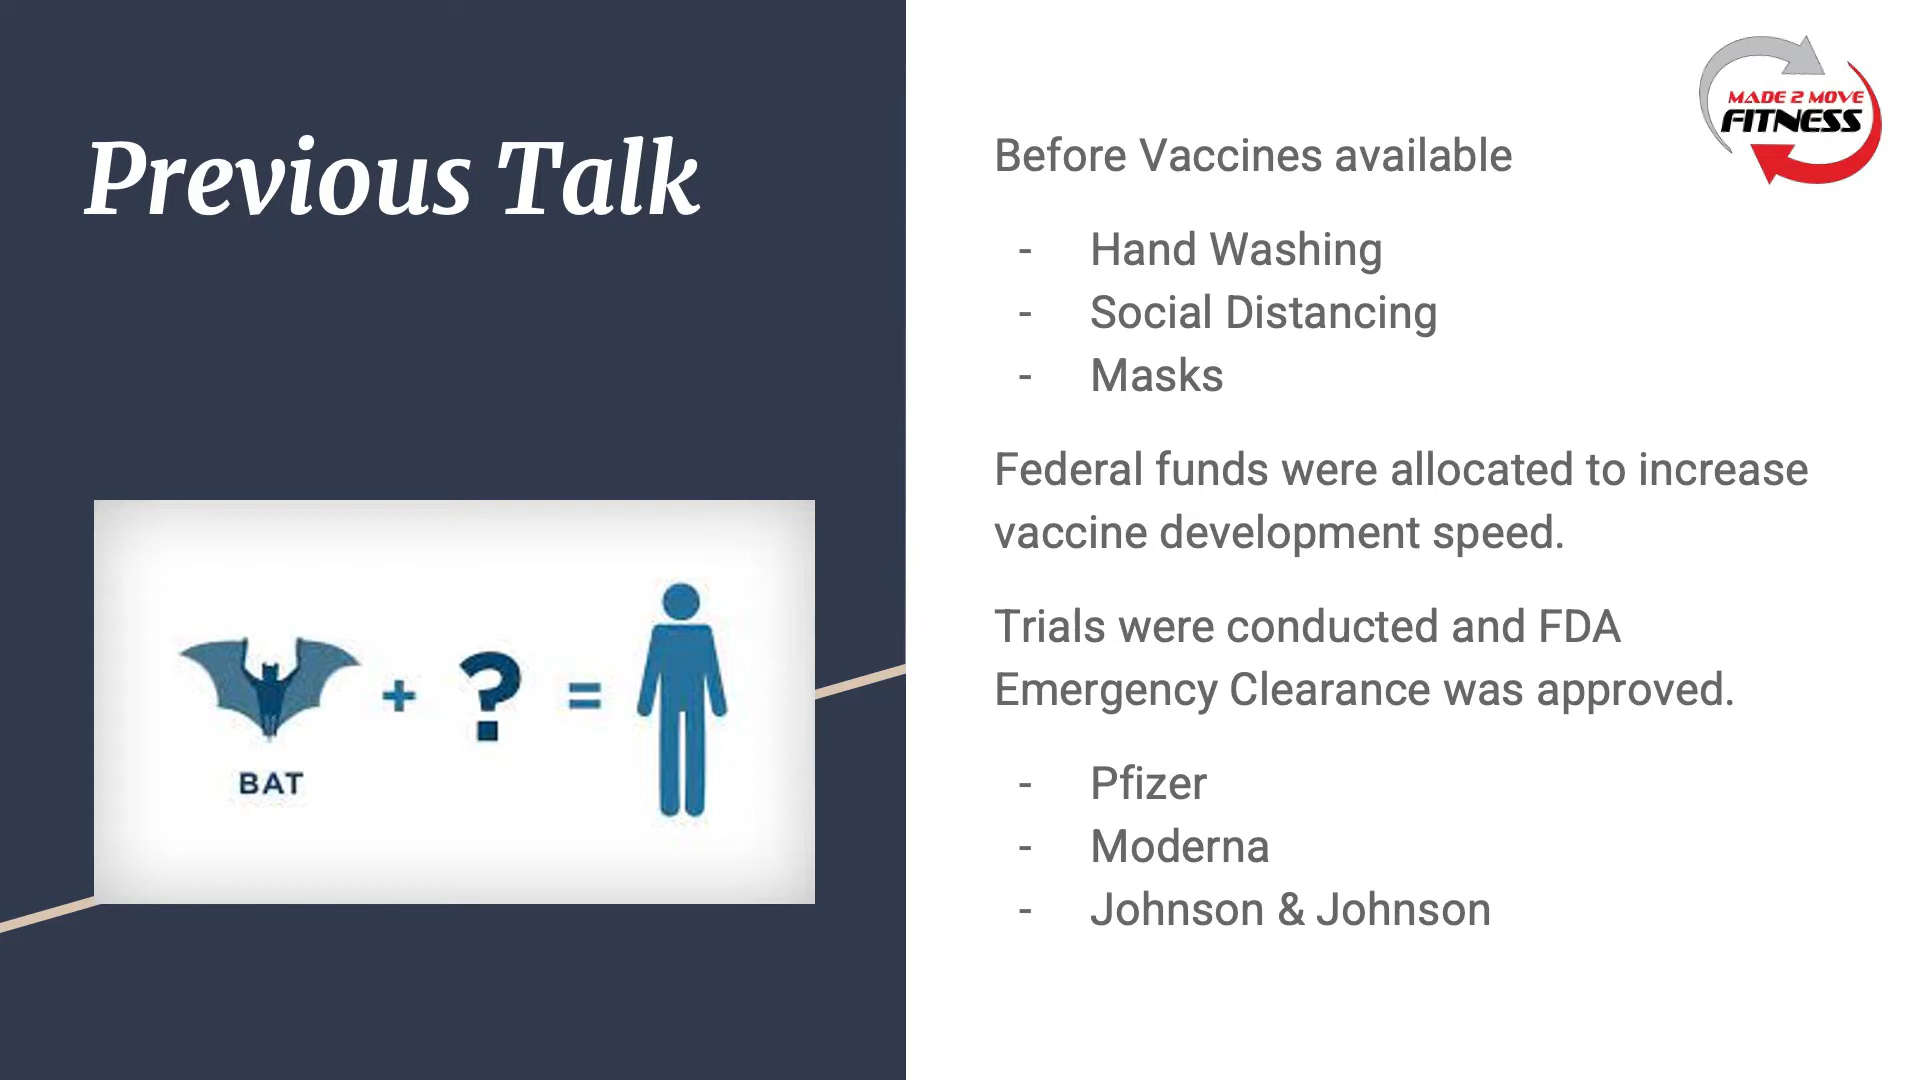 Previous Talk
BAT
+ ? =
MADE 2 MOVE
FITNESS
Before Vaccines available
- Hand Washing
- Social Distancing
- Masks
Federal funds were allocated to increase
vaccine development speed.
Trials were conducted and FDA
Emergency Clearance was approved.
- Pfizer
- Moderna
- Johnson & Johnson